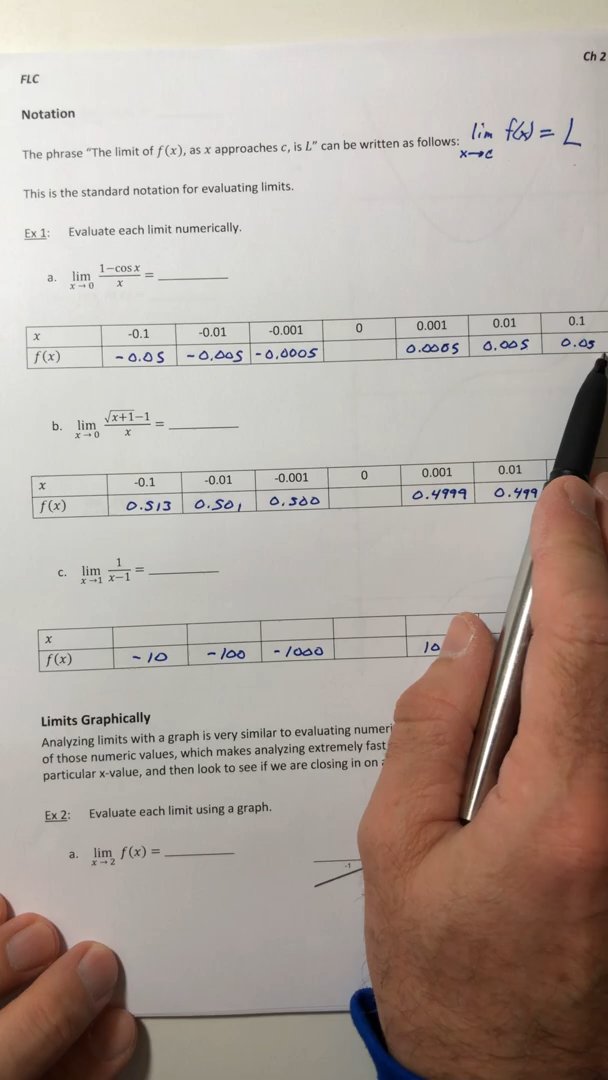 Ch 2
FLC
Notation
The phrase "The limit of f(x), as x approaches c, is L" can be written as follows: lim x→c f(x) = L
This is the standard notation for evaluating limits.
Ex 1: Evaluate each limit numerically.
a. lim x→0 (1−cos x)/x = ________
x -0.1 -0.01 -0.001 0 0.001 0.01 0.1
f(x) -0.05 -0.005 -0.0005 0.0005 0.005 0.05
b. lim x→0 (√(x+1)−1)/x = ________
x -0.1 -0.01 -0.001 0 0.001 0.01
f(x) 0.513 0.501 0.500 0.4999 0.499
c. lim x→1 1/(x−1) = ________
x
f(x) -10 -100 -1000
Limits Graphically
Analyzing limits with a graph is very similar to evaluating
of those numeric values, which makes analyzing extremely fast
particular x-value, and then look to see if we are closing in on
Ex 2: Evaluate each limit using a graph.
a. lim x→2 f(x) = ________
-1